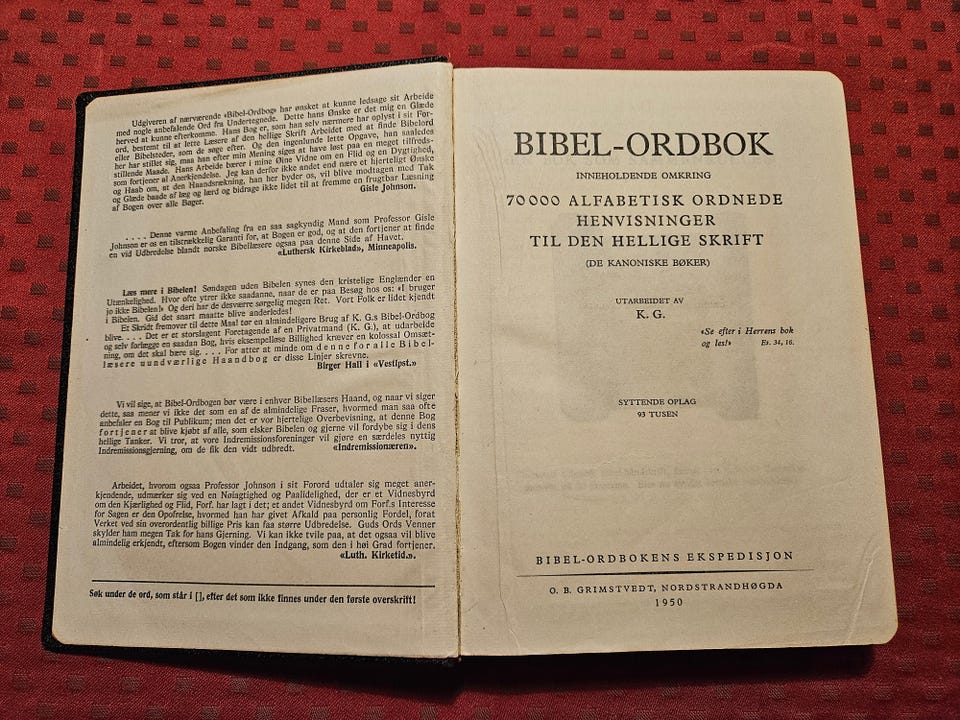 Udgiveren af nærværende «Bibel-Ordbog» har ønsket at kunne ledsage sit Arbeide
med nogle anbefalende Ord fra Undertegnede. Dette hans Ønske er det mig en Glæde
herved at kunne efterkomme. Hans Bog er, som han selv nærmere har oplyst i sit For-
ord, bestemt til at lette Læsere af den hellige Skrift Arbeidet med at finde Bibelord
eller Bibelsteder, som de søge efter. Og den ingenlunde lette Opgave, han saaledes
her har stillet sig, maa han efter min Mening siges at have løst paa en meget tilfreds-
stillende Maade. Hans Arbeide bærer i mine Øine Vidne om en Flid og en Dygtighed,
som fortjener al Anerkjendelse. Jeg kan derfor ikke andet end nære et hjerteligt Ønske
og Haab om, at den Haandsrækning, han her byder os, vil blive modtagen med Tak
og Glæde baade af læg og lærd og bidrage ikke lidet til at fremme en frugtbar Læsning
af Bogen over alle Bøger.
Gisle Johnson.
. . . . Denne varme Anbefaling fra en saa sagkyndig Mand som Professor Gisle
Johnson er os en tilstrækkelig Garanti for, at Bogen er god, og at den fortjener at finde
en vid Udbredelse blandt norske Bibellæsere ogsaa paa denne Side af Havet.
«Luthersk Kirkeblad», Minneapolis.
Læs mere i Bibelen! Søndagen uden Bibelen synes den kristelige Englænder en
Utænkelighed. Hvor ofte ytrer ikke saadanne, naar de er paa Besøg hos os: «I bruger
jo ikke Bibelen!» Og deri har de desværre sørgelig megen Ret. Vort Folk er lidet kjendt
i Bibelen. Gid det snart maatte blive anderledes!
Et Skridt fremover til dette Maal tør en almindeligere Brug af K. G.s Bibel-Ordbog
blive. . . . Det er et storslagent Foretagende af en Privatmand (K. G.), at udarbeide
og selv forlægge en saadan Bog, hvis eksempelløse Billighed kræver en kolossal Omsæt-
ning, om det skal bære sig. . . . For atter at minde om denne for alle Bibel-
læsere uundværlige Haandbog er disse Linjer skrevne.
Birger Hall i «Vestlpst.»
Vi vil sige, at Bibel-Ordbogen bør være i enhver Bibellæsers Haand, og naar vi siger
dette, saa mener vi ikke det som en af de almindelige Fraser, hvormed man saa ofte
anbefaler en Bog til Publikum; men det er vor hjertelige Overbevisning, at denne Bog
fortjener at blive kjøbt af alle, som elsker Bibelen og gjerne vil fordybe sig i dens
hellige Tanker. Vi tror, at vore Indremissionsforeninger vil gjøre en særdeles nyttig
Indremissionsgjerning, om de fik den vidt udbredt.
«Indremissionæren».
Arbeidet, hvorom ogsaa Professor Johnson i sit Forord udtaler sig meget aner-
kjendende, udmærker sig ved en Nøiagtighed og Paalidelighed, der er et Vidnesbyrd
om den Kjærlighed og Flid, Forf. har lagt i det; et andet Vidnesbyrd om Forf.s Interesse
for Sagen er den Opofrelse, hvormed han har givet Afkald paa personlig Fordel, forat
Verket ved sin overordentlig billige Pris kan faa større Udbredelse. Guds Ords Venner
skylder ham megen Tak for hans Gjerning. Vi kan ikke tvile paa, at det ogsaa vil blive
almindelig erkjendt, eftersom Bogen vinder den Indgang, som den i høi Grad fortjener.
«Luth. Kirketid.».
Søk under de ord, som står i [], efter det som ikke finnes under den første overskrift!
BIBEL-ORDBOK
INNEHOLDENDE OMKRING
70000 ALFABETISK ORDNEDE
HENVISNINGER
TIL DEN HELLIGE SKRIFT
(DE KANONISKE BØKER)
UTARBEIDET AV
K. G.
«Se efter i Herrens bok
og les!» Es. 34, 16.
SYTTENDE OPLAG
93 TUSEN
BIBEL-ORDBOKENS EKSPEDISJON
O. B. GRIMSTVEDT, NORDSTRANDHØGDA
1950